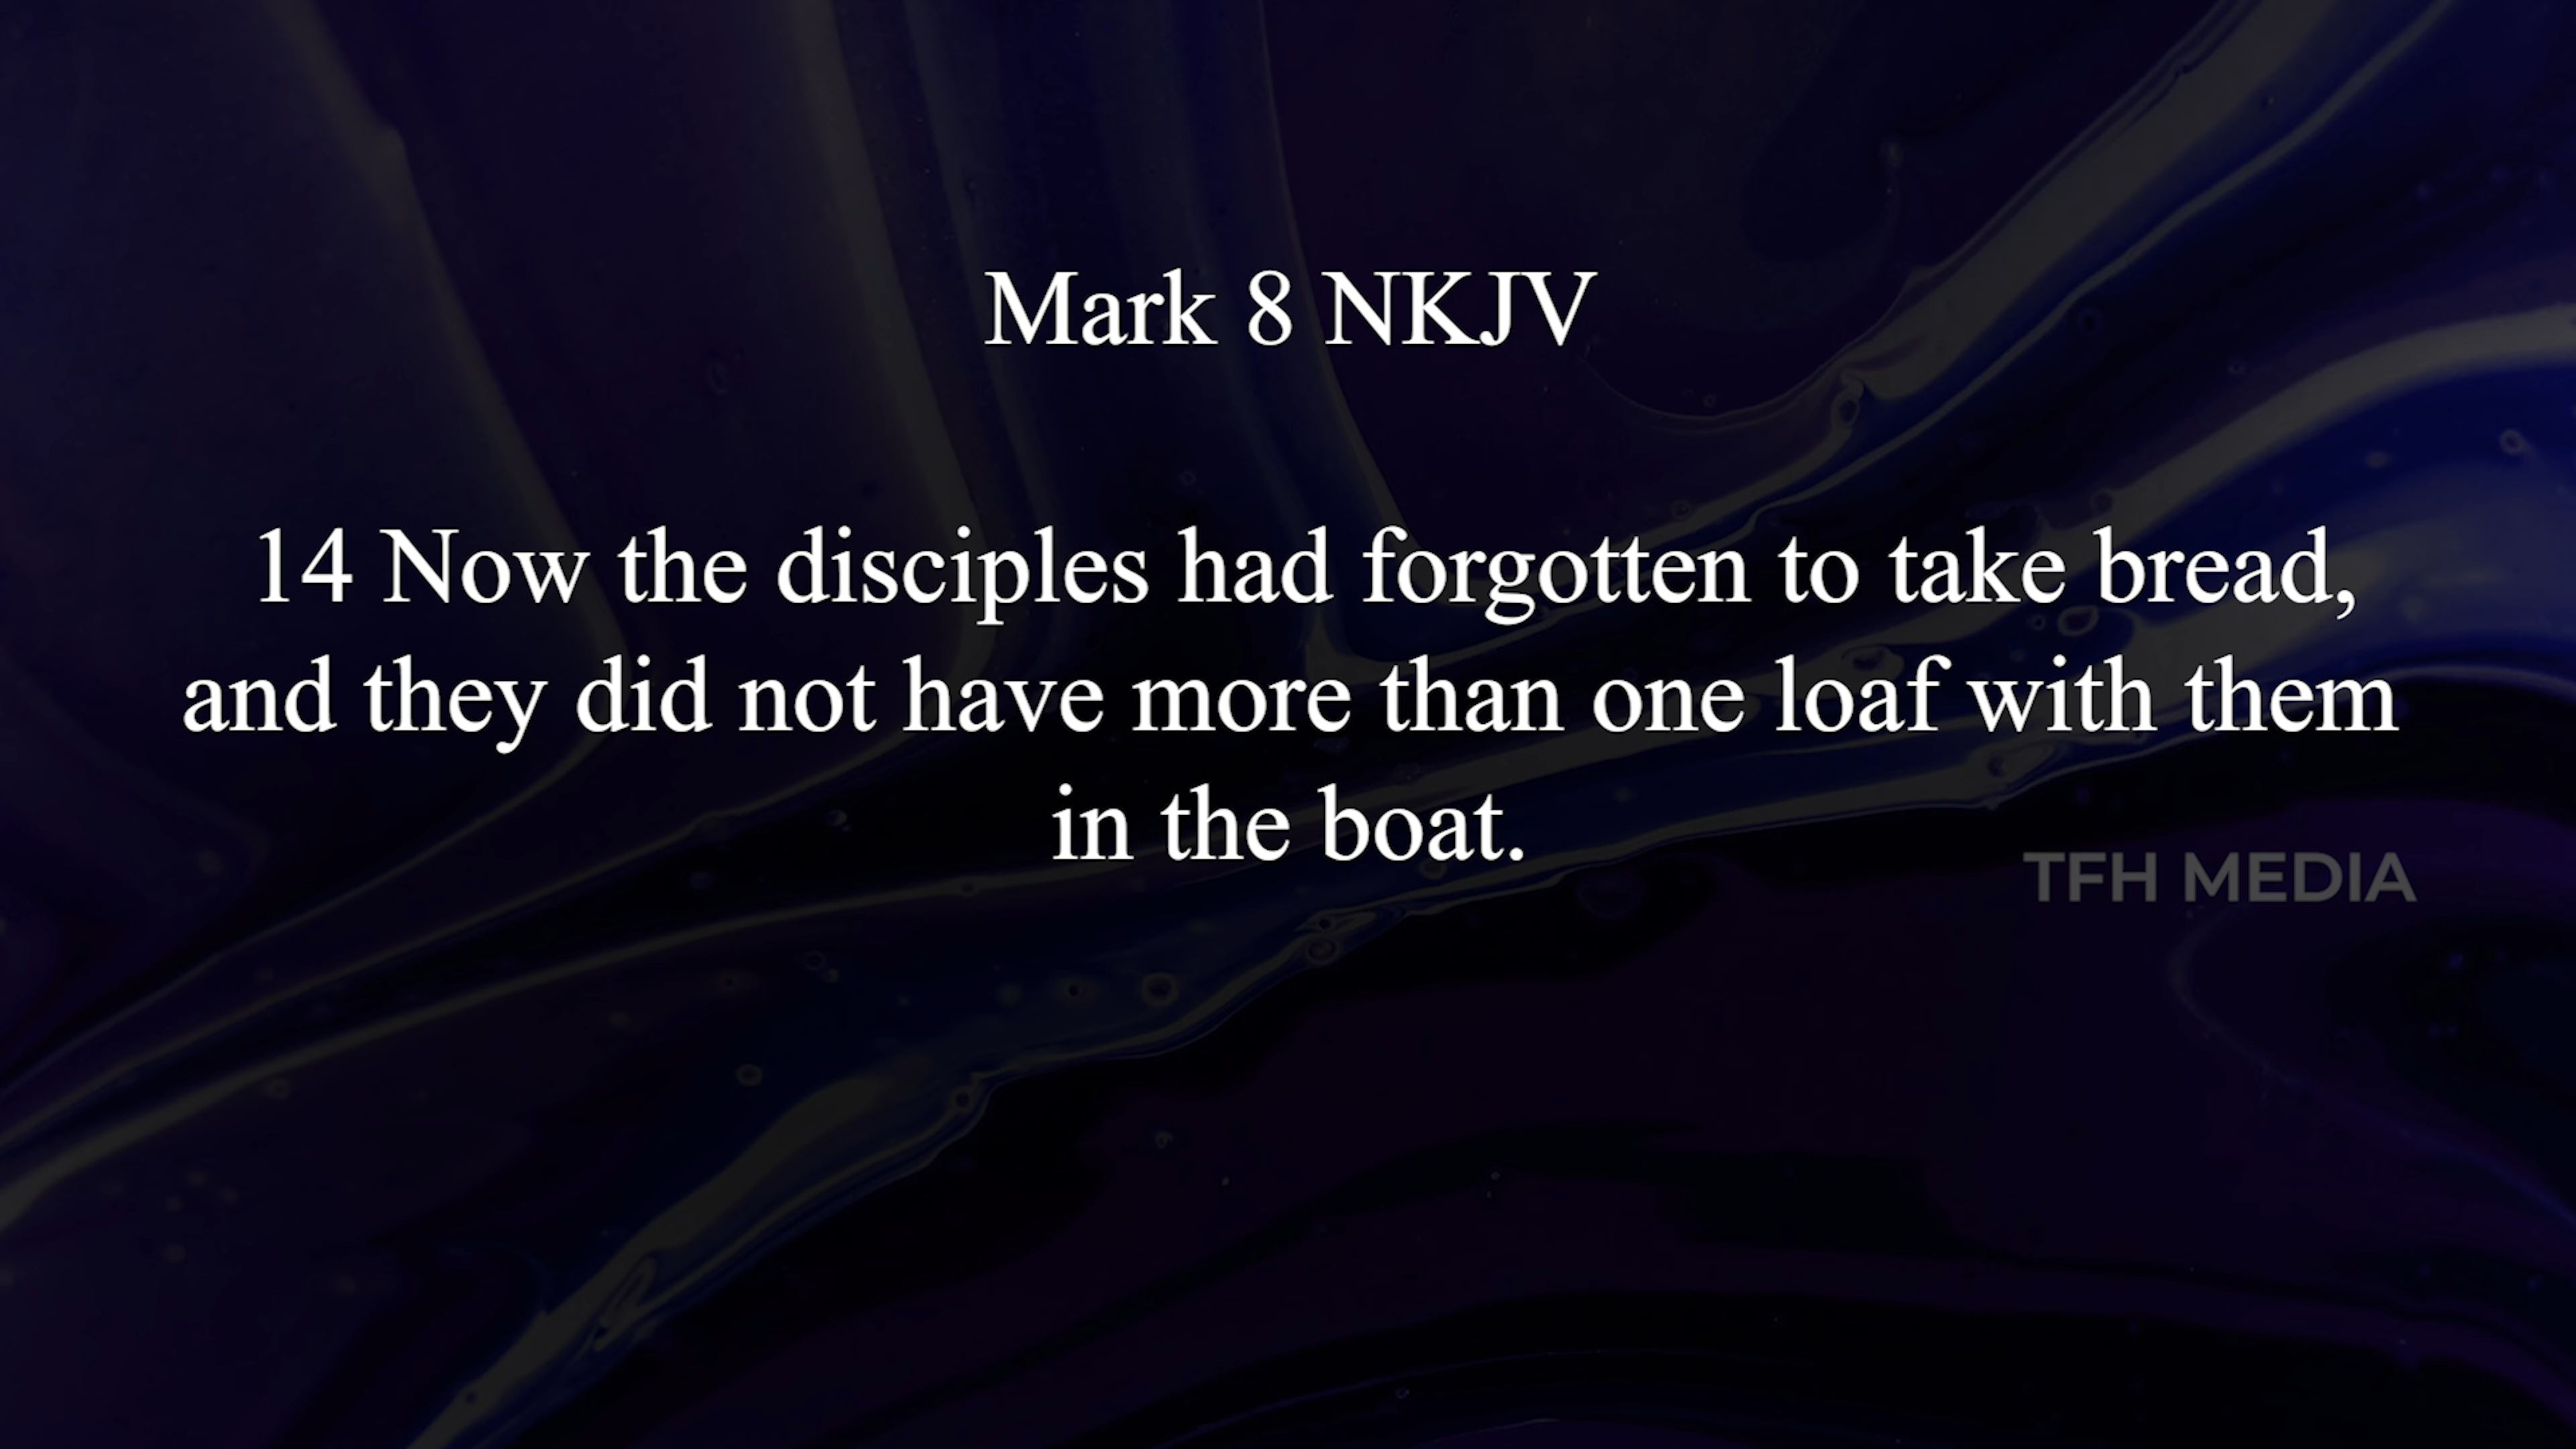 Mark 8 NKJV
14 Now the disciples had forgotten to take bread,
and they did not have more than one loaf with them
in the boat.
TFH MEDIA